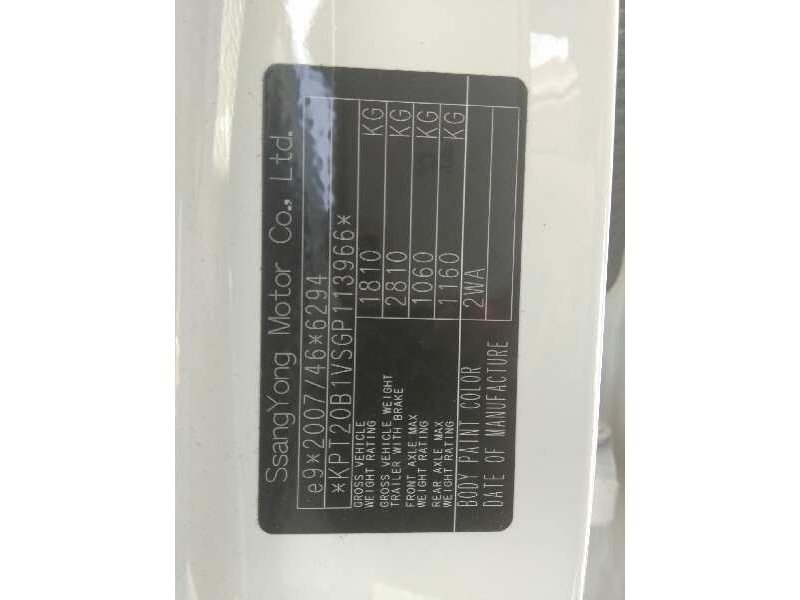 SsangYong Motor Co., Ltd.
e9*2007/46*6294
*KPT20B1VSGP113966*
GROSS VEHICLE
WEIGHT RATING 1810 KG
GROSS VEHICLE WEIGHT
TRAILER WITH BRAKE 2810 KG
FRONT AXLE MAX
WEIGHT RATING 1060 KG
REAR AXLE MAX
WEIGHT RATING 1160 KG
BODY PAINT COLOR 2WA
DATE OF MANUFACTURE